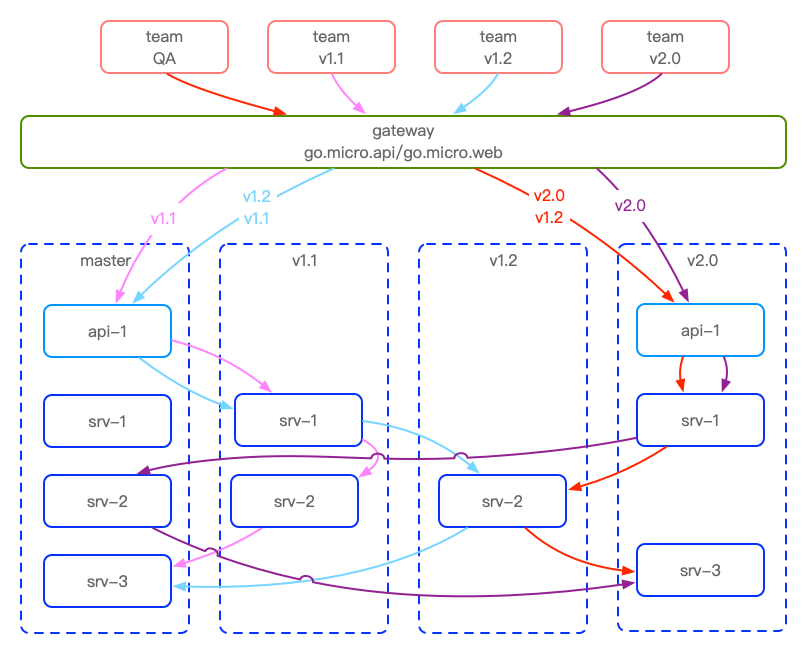 team
QA
team
v1.1
team
v1.2
team
v2.0
gateway
go.micro.api/go.micro.web
v1.1
v1.2
v1.1
v2.0
v1.2
v2.0
master
v1.1
v1.2
v2.0
api-1
api-1
srv-1
srv-1
srv-1
srv-2
srv-2
srv-2
srv-3
srv-3